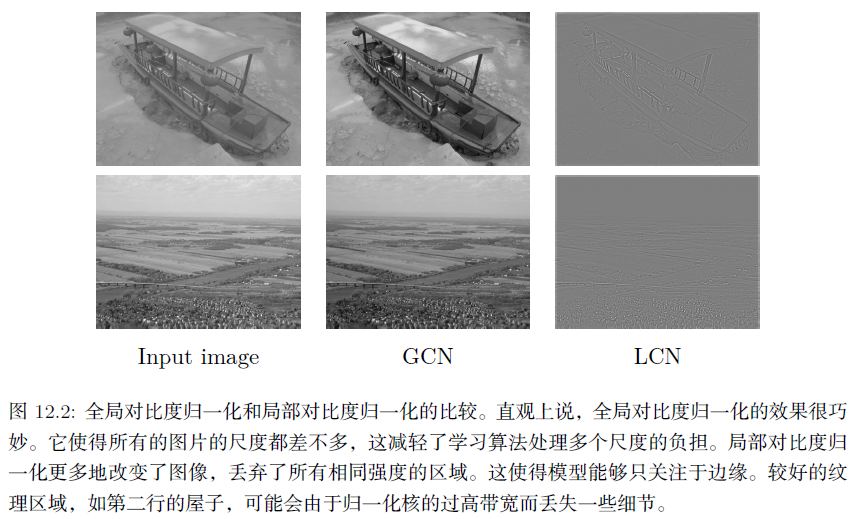 Input image
GCN
LCN
图 12.2: 全局对比度归一化和局部对比度归一化的比较。直观上说，全局对比度归一化的效果很巧
妙。它使得所有的图片的尺度都差不多，这减轻了学习算法处理多个尺度的负担。局部对比度归
一化更多地改变了图像，丢弃了所有相同强度的区域。这使得模型能够只关注于边缘。较好的纹
理区域，如第二行的屋子，可能会由于归一化核的过高带宽而丢失一些细节。